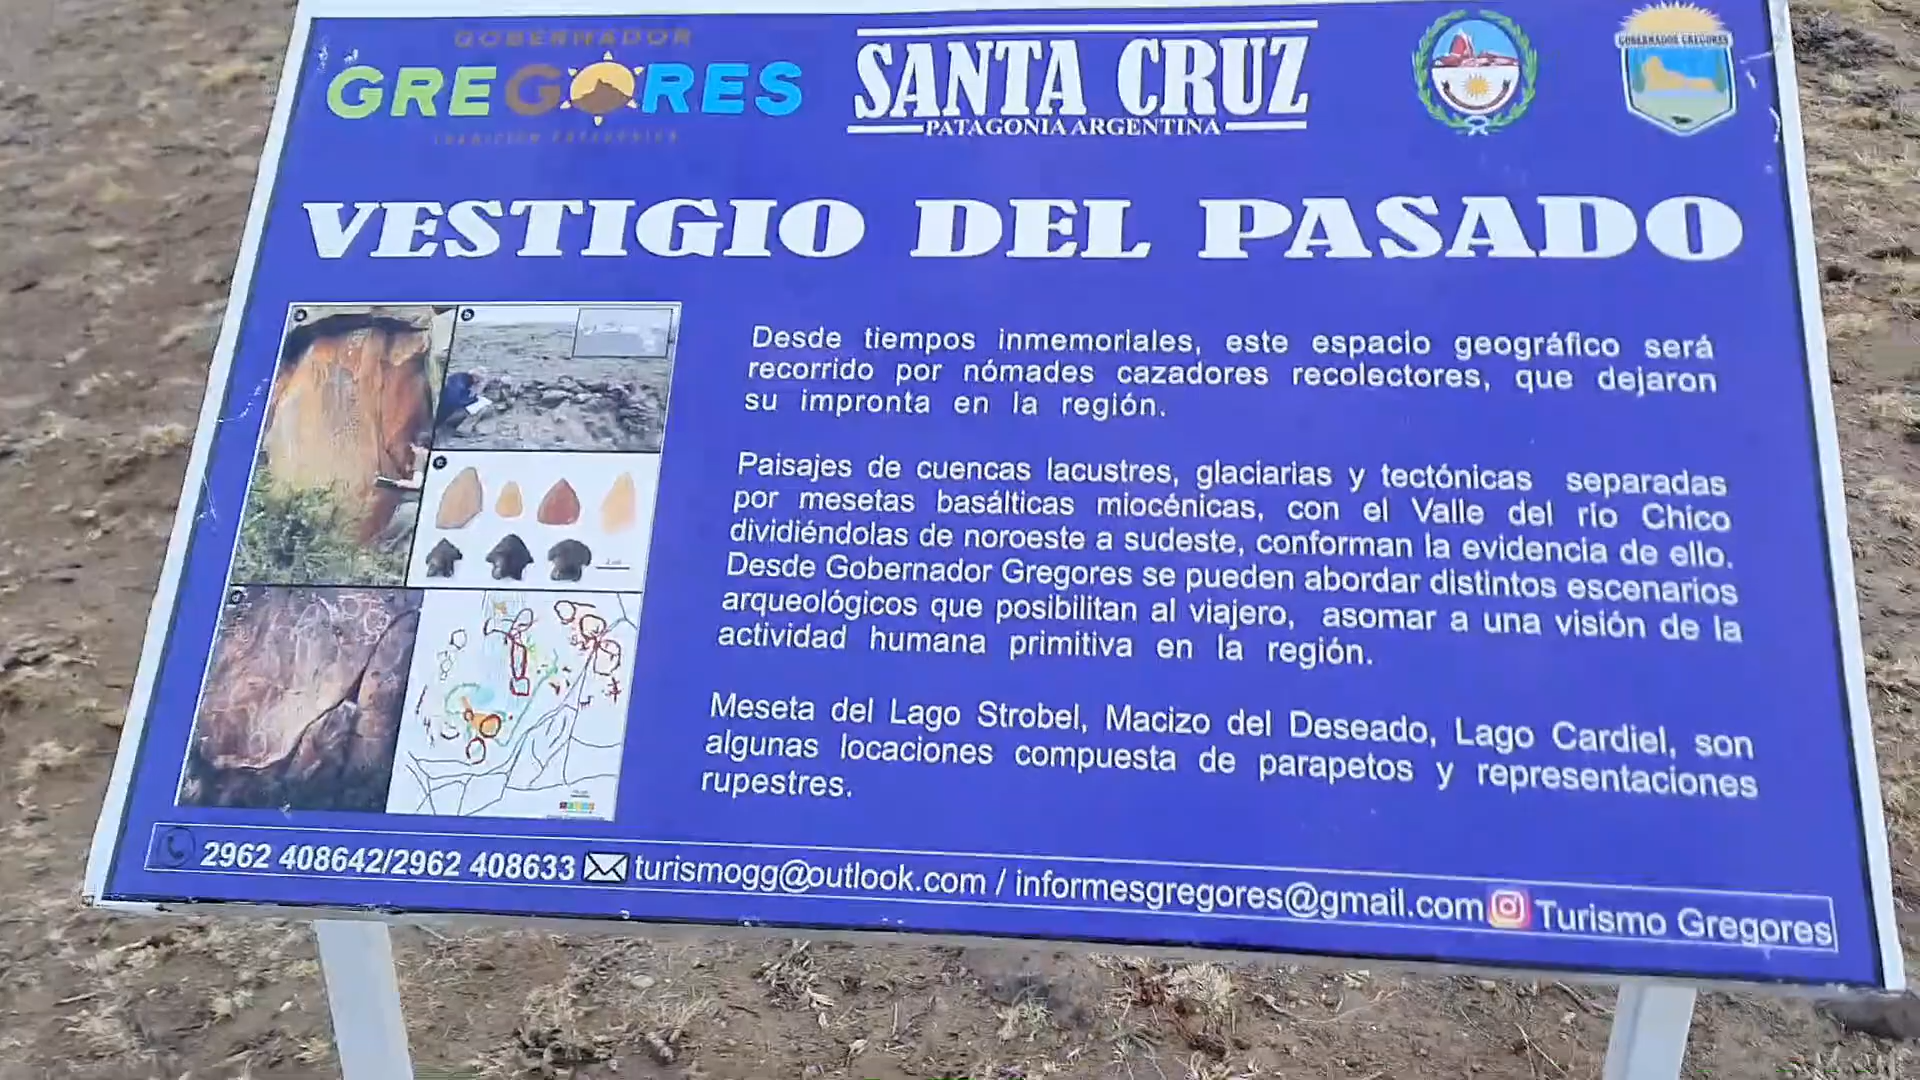 GOBERNADOR
GREGORES
SANTA CRUZ
PATAGONIA ARGENTINA
GOBERNADOR GREGORES
VESTIGIO DEL PASADO
a
b
c
d
Desde tiempos inmemoriales, este espacio geográfico será
recorrido por nómades cazadores recolectores, que dejaron
su impronta en la región.
Paisajes de cuencas lacustres, glaciarias y tectónicas separadas
por mesetas basálticas miocénicas, con el Valle del río Chico
dividiéndolas de noroeste a sudeste, conforman la evidencia de ello.
Desde Gobernador Gregores se pueden abordar distintos escenarios
arqueológicos que posibilitan al viajero, asomar a una visión de la
actividad humana primitiva en la región.
Meseta del Lago Strobel, Macizo del Deseado, Lago Cardiel, son
algunas locaciones compuesta de parapetos y representaciones
rupestres.
2962 408642/2962 408633 turismogg@outlook.com / informesgregores@gmail.com Turismo Gregores